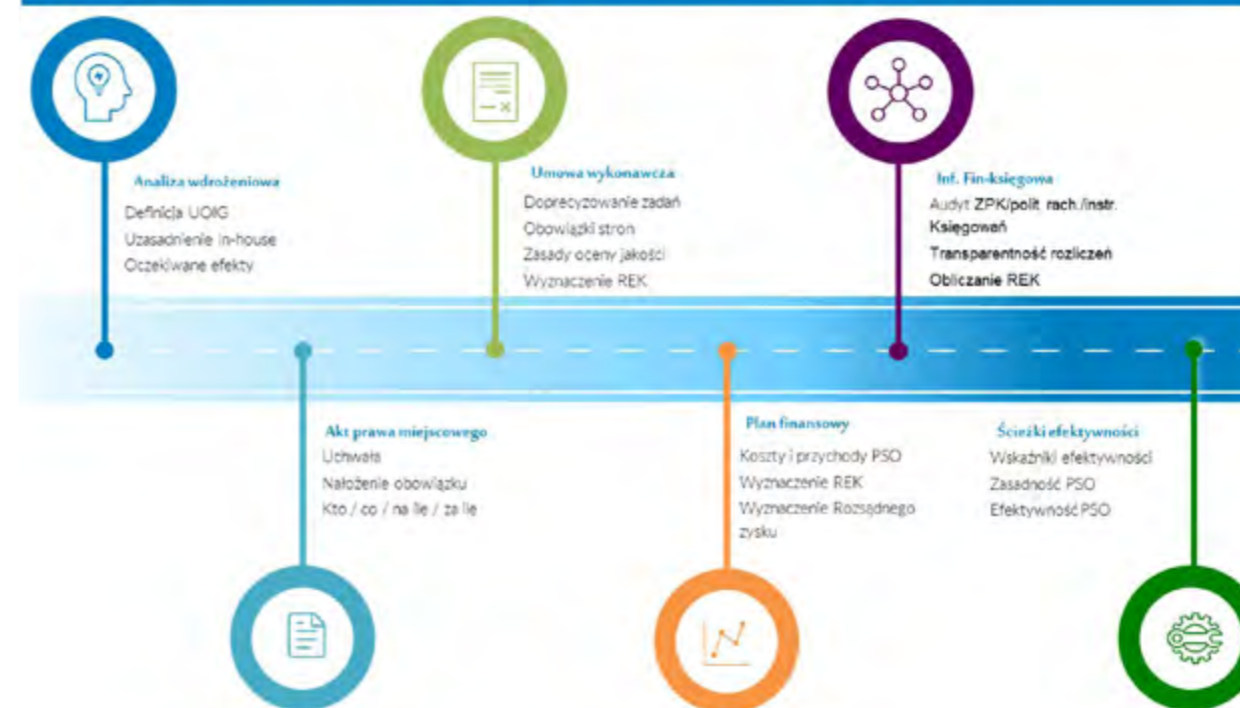 Analiza wdrożeniowa
Definicja UOIG
Uzasadnienie in-house
Oczekiwane efekty
Akt prawa miejscowego
Uchwała
Nałożenie obowiązku
Kto / co / na ile / za ile
Umowa wykonawcza
Doprecyzowanie zadań
Obowiązki stron
Zasady oceny jakości
Wyznaczenie REK
Plan finansowy
Koszty i przychody PSO
Wyznaczenie REK
Wyznaczenie Rozsądnego
zysku
Inf. Fin-księgowa
Audyt ZPK/polit. rach./instr.
Księgowań
Transparentność rozliczeń
Obliczanie REK
Ścieżki efektywności
Wskaźniki efektywności
Zasadność PSO
Efektywność PSO